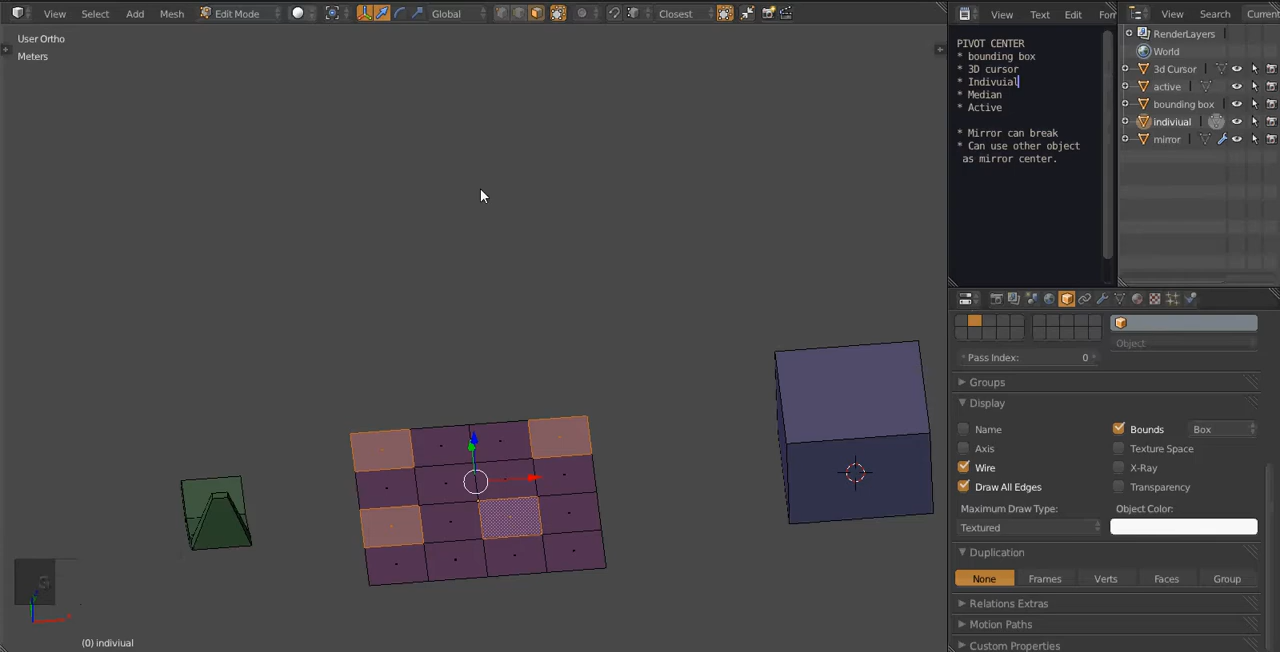 View Select Add Mesh Edit Mode Global Closest
User Ortho
Meters
(0) indiviual
View Text Edit For
PIVOT CENTER
* bounding box
* 3D cursor
* Indivuial
* Median
* Active
* Mirror can break
* Can use other object
as mirror center.
View Search Current
RenderLayers
World
3d Cursor
active
bounding box
indiviual
mirror
Object
Pass Index: 0
Groups
Display
Name Bounds Box
Axis Texture Space
Wire X-Ray
Draw All Edges Transparency
Maximum Draw Type: Object Color:
Textured
Duplication
None Frames Verts Faces Group
Relations Extras
Motion Paths
Custom Properties